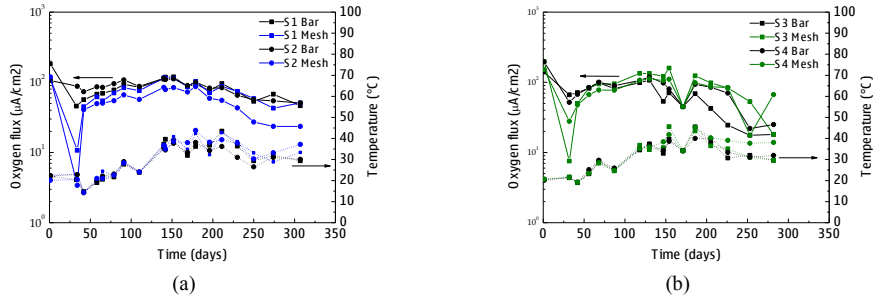 10³
10²
10¹
10⁰
Oxygen flux (μA/cm2)
S1 Bar
S1 Mesh
S2 Bar
S2 Mesh
100
90
80
70
60
50
40
30
20
10
0
Temperature (°C)
0 50 100 150 200 250 300 350
Time (days)
(a)
10³
10²
10¹
10⁰
Oxygen flux (μA/cm2)
S3 Bar
S3 Mesh
S4 Bar
S4 Mesh
100
90
80
70
60
50
40
30
20
10
0
Temperature (°C)
0 50 100 150 200 250 300 350
Time (days)
(b)